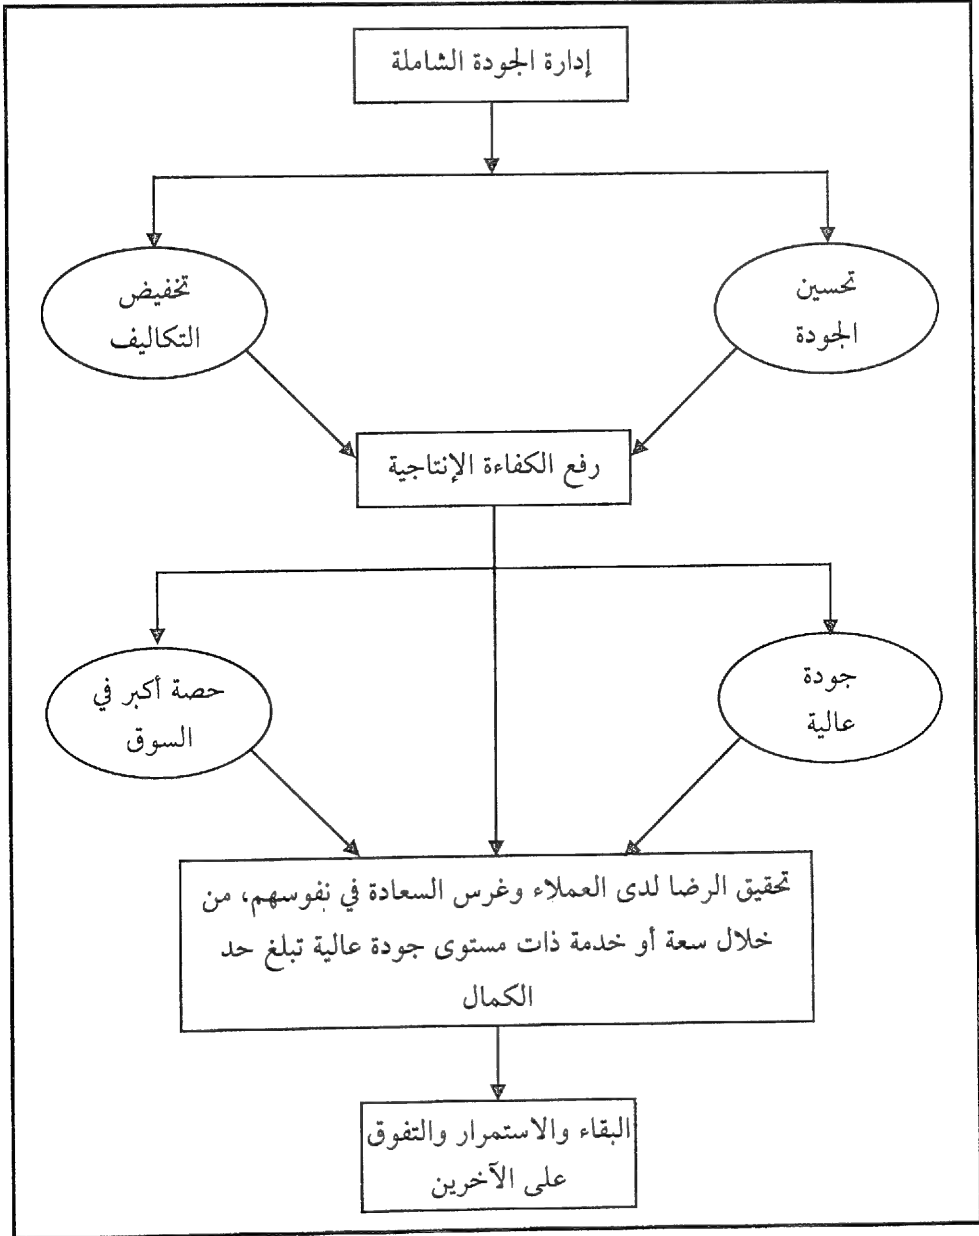 إدارة الجودة الشاملة
تحسين
الجودة
تخفيض
التكاليف
رفع الكفاءة الإنتاجية
جودة
عالية
حصة أكبر في
السوق
تحقيق الرضا لدى العملاء وغرس السعادة في نفوسهم، من
خلال سعة أو خدمة ذات مستوى جودة عالية تبلغ حد
الكمال
البقاء والاستمرار والتفوق
على الآخرين